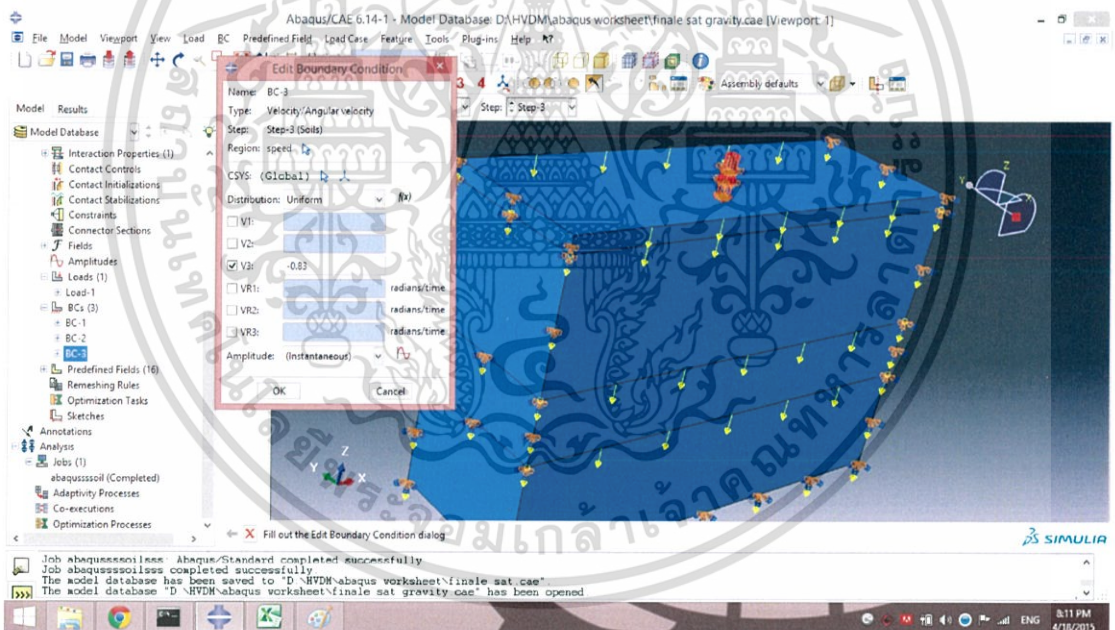 Abaqus/CAE 6.14-1 - Model Database: D:\HVDM\abaqus worksheet\finale sat gravity.cae [Viewport: 1]
File Model Viewport View Load BC Predefined Field Load Case Feature Tools Plug-ins Help
Edit Boundary Condition
Name: BC-3
Type: Velocity/Angular velocity
Step: Step-3 (Soils)
Region: speed
CSYS: (Global)
Distribution: Uniform f(x)
V1:
V2:
V3: -0.83
VR1: radians/time
VR2: radians/time
VR3: radians/time
Amplitude: (Instantaneous)
OK Cancel
3 4 Assembly defaults
Step: Step-3
Model Results
Model Database
Interaction Properties (1)
Contact Controls
Contact Initializations
Contact Stabilizations
Constraints
Connector Sections
Fields
Amplitudes
Loads (1)
Load-1
BCs (3)
BC-1
BC-2
BC-3
Predefined Fields (16)
Remeshing Rules
Optimization Tasks
Sketches
Annotations
Analysis
Jobs (1)
abaqussssoil (Completed)
Adaptivity Processes
Co-executions
Optimization Processes
Z
Y
X
Z
Y
Fill out the Edit Boundary Condition dialog
SIMULIA
Job abaqussssoilsss: Abaqus/Standard completed successfully.
Job abaqussssoilsss completed successfully.
The model database has been saved to "D:\HVDM\abaqus worksheet\finale sat.cae".
The model database "D:\HVDM\abaqus worksheet\finale sat gravity.cae" has been opened
ENG
8:11 PM
4/18/2015